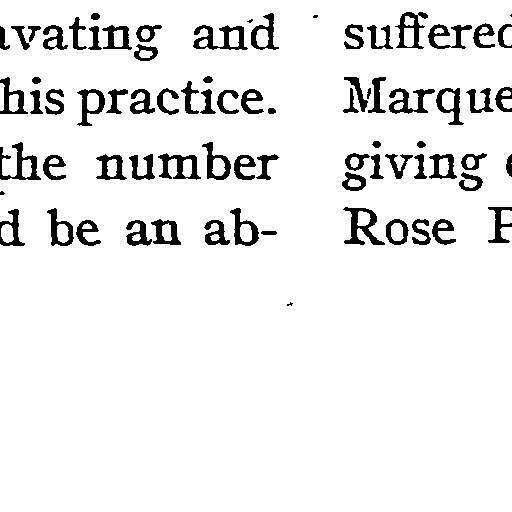 avating and
his practice.
the number
d be an ab-
suffered
Marque
giving
Rose